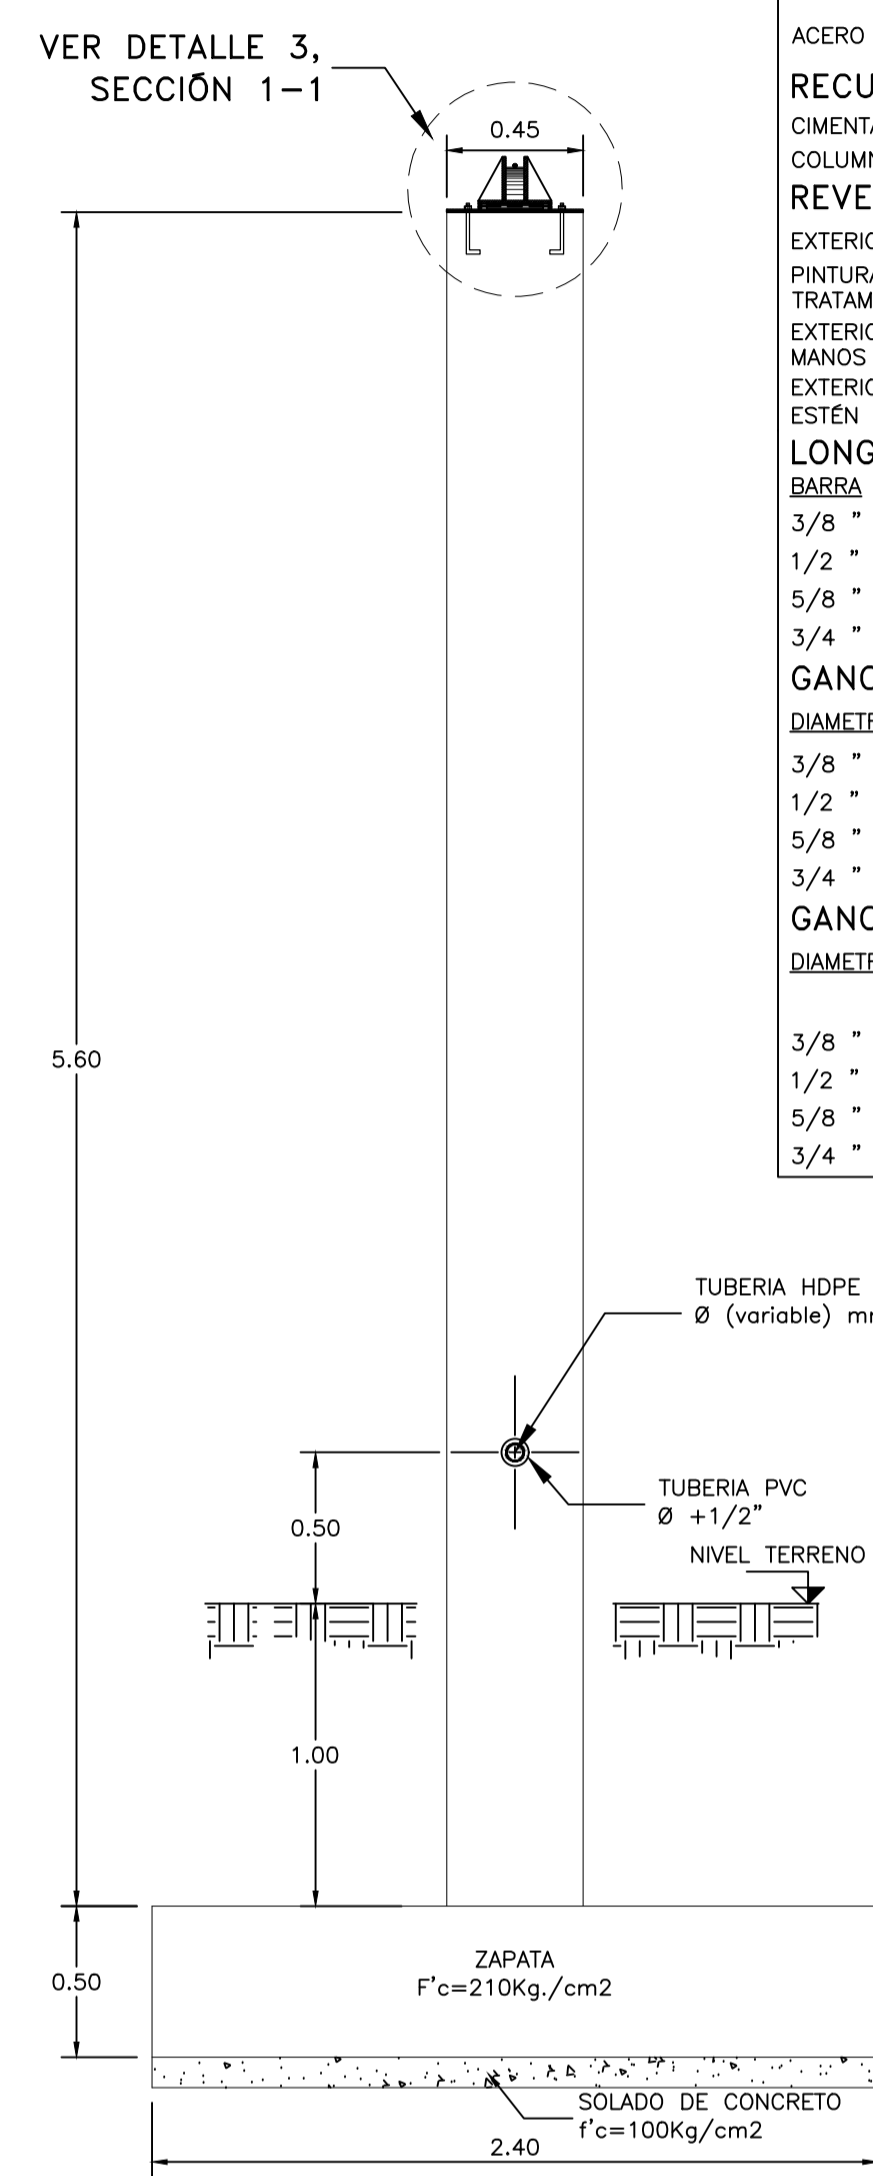 VER DETALLE 3,
SECCIÓN 1-1
0.45
5.60
TUBERIA HDPE
Ø (variable)
TUBERIA PVC
Ø +1/2"
0.50
NIVEL TERRENO
1.00
0.50
ZAPATA
F'c=210Kg./cm2
SOLADO DE CONCRETO
f'c=100Kg/cm2
2.40
ACERO
RECU
CIMENTA
COLUMN
REVE
EXTERIO
PINTURA
TRATAM
EXTERIO
MANOS
EXTERIO
ESTÉN
LONG
BARRA
3/8 "
1/2 "
5/8 "
3/4 "
GANC
DIAMETR
3/8 "
1/2 "
5/8 "
3/4 "
GANC
DIAMETR
3/8 "
1/2 "
5/8 "
3/4 "